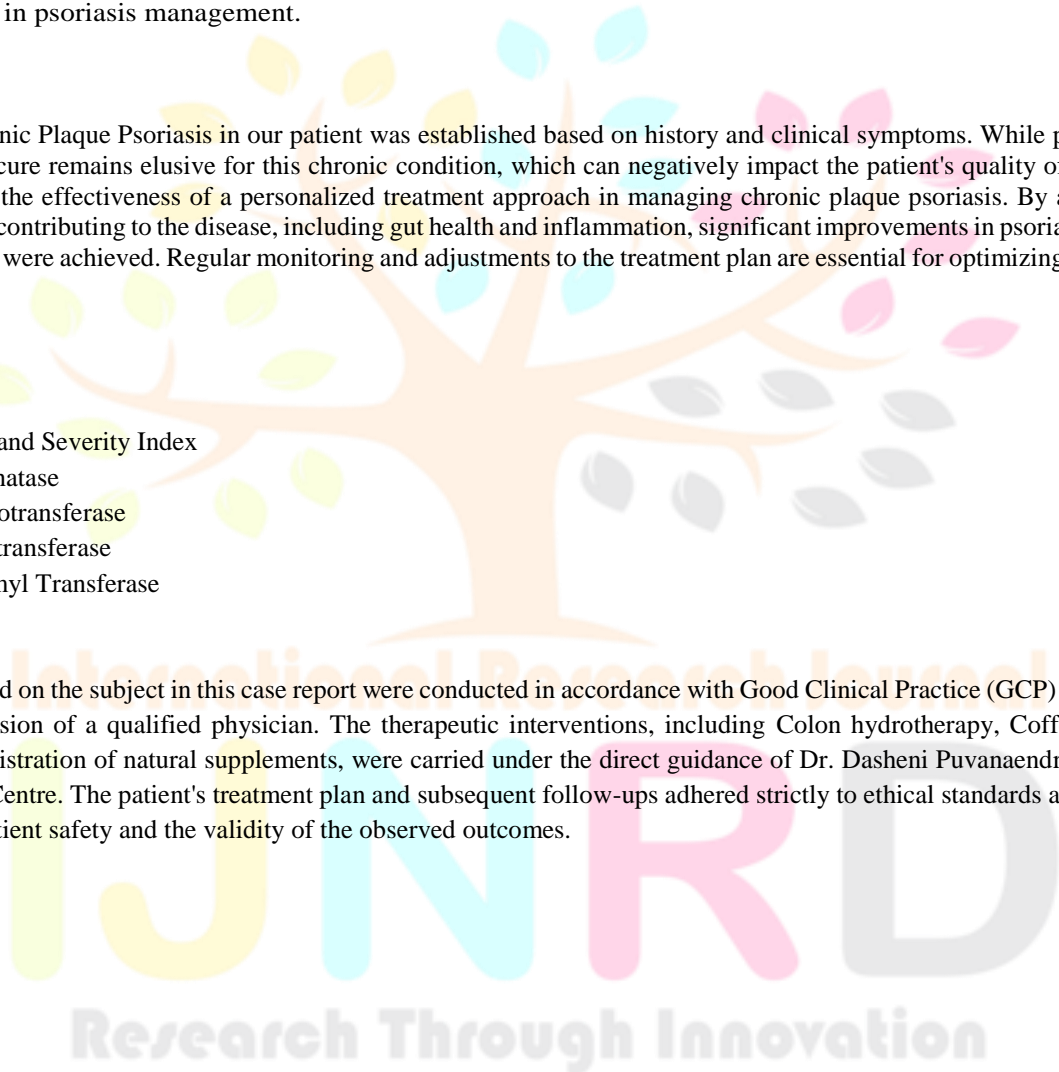 in psoriasis management.
nic Plaque Psoriasis in our patient was established based on history and clinical symptoms. While p
cure remains elusive for this chronic condition, which can negatively impact the patient's quality o
the effectiveness of a personalized treatment approach in managing chronic plaque psoriasis. By a
contributing to the disease, including gut health and inflammation, significant improvements in psoria
were achieved. Regular monitoring and adjustments to the treatment plan are essential for optimizing
and Severity Index
atase
otransferase
transferase
yl Transferase
International Research Journal
d on the subject in this case report were conducted in accordance with Good Clinical Practice (GCP)
sion of a qualified physician. The therapeutic interventions, including Colon hydrotherapy, Coff
istration of natural supplements, were carried under the direct guidance of Dr. Dasheni Puvanaendr
Centre. The patient's treatment plan and subsequent follow-ups adhered strictly to ethical standards a
tient safety and the validity of the observed outcomes.
IJNRD
Research Through Innovation